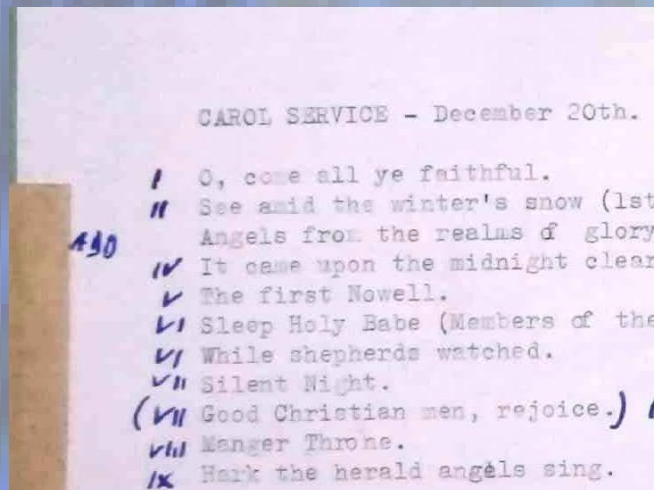 CAROL SERVICE - December 20th.
I O, come all ye faithful.
II See amid the winter's snow (1st
Angels from the realms of glory
IV It came upon the midnight clear
V The first Nowell.
VI Sleep Holy Babe (Members of the
VI While shepherds watched.
VII Silent Night.
(VII Good Christian men, rejoice.)
VIII Manger Throne.
IX Hark the herald angels sing.